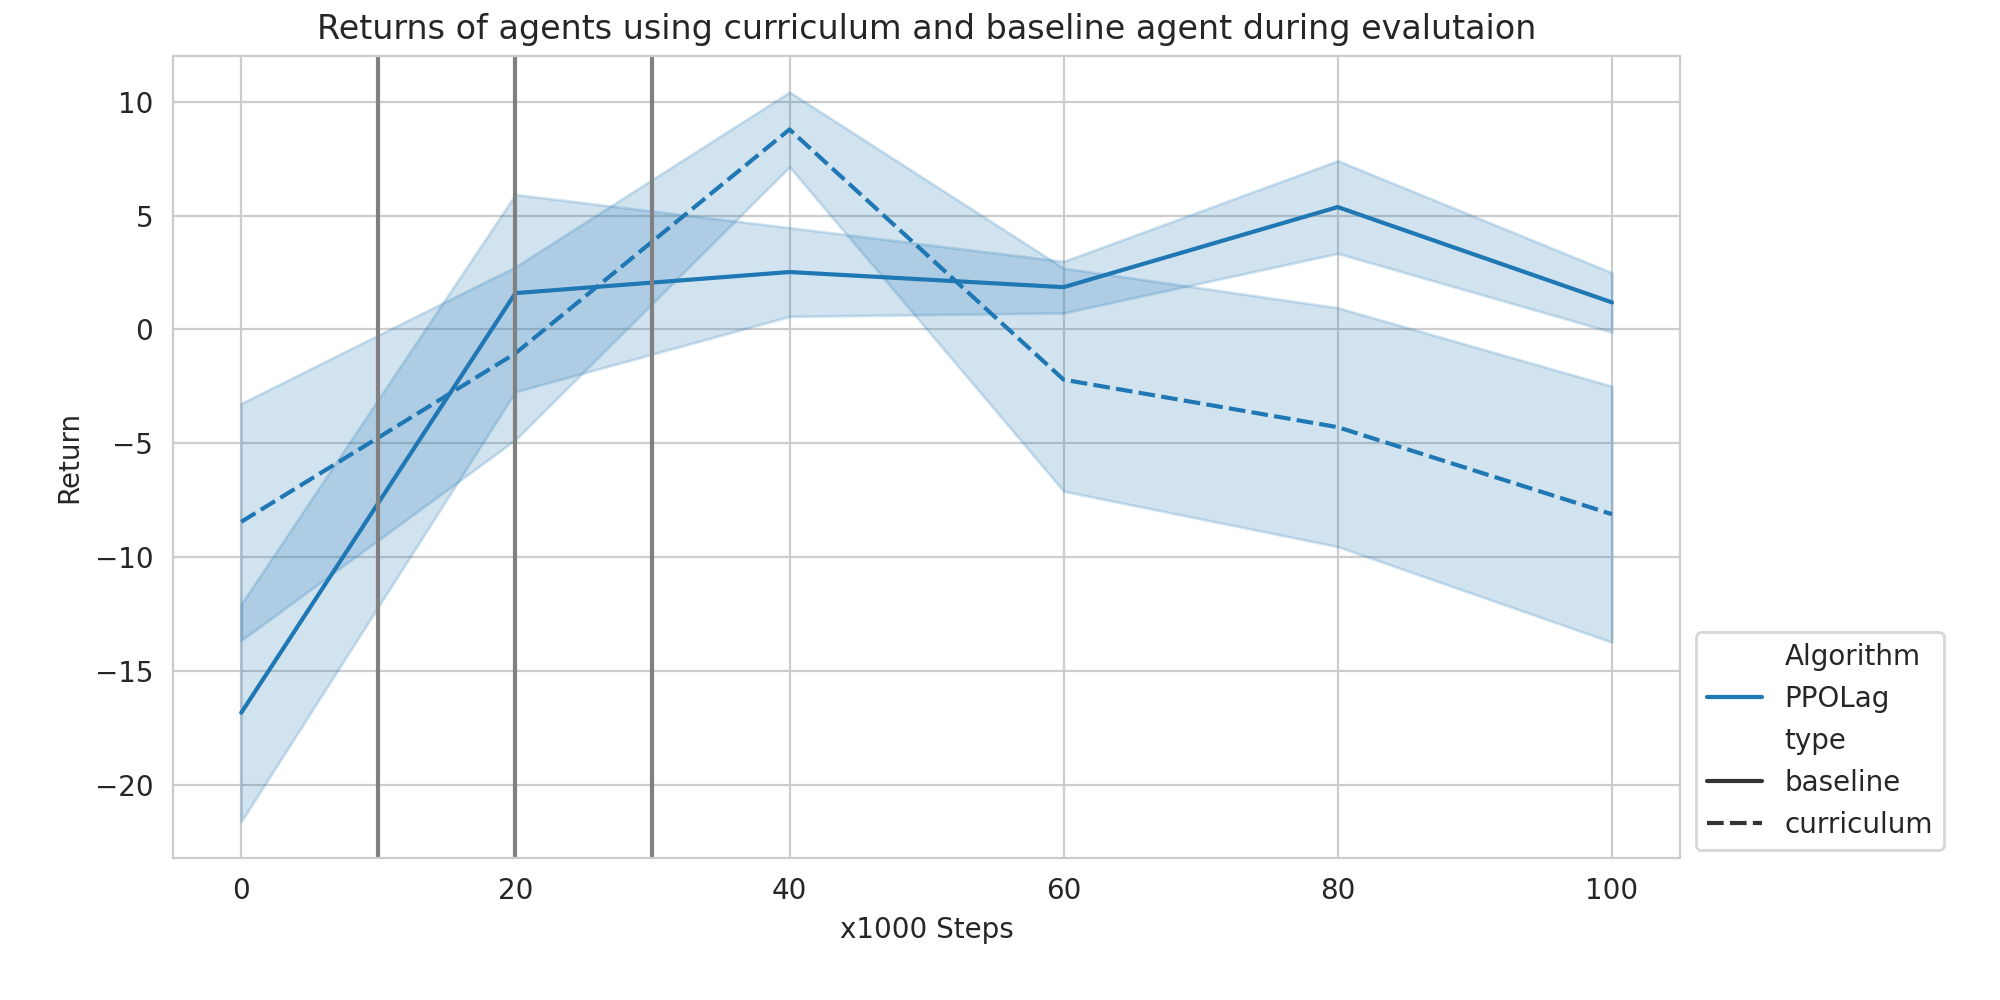 Returns of agents using curriculum and baseline agent during evalutaion
10
5
0
−5
−10
−15
−20
Return
0 20 40 60 80 100
x1000 Steps
Algorithm
PPOLag
type
baseline
curriculum